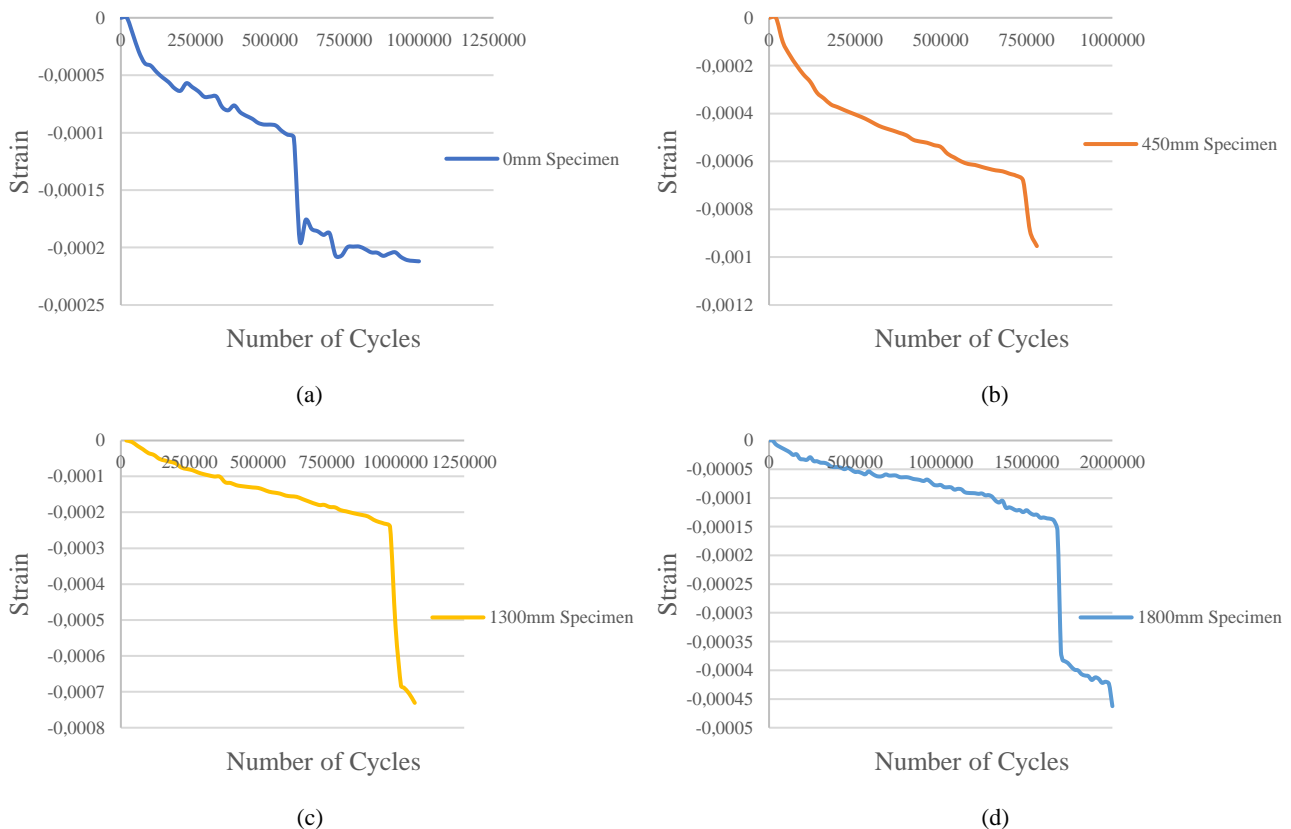 0
0 250000 500000 750000 1000000 1250000
-0,00005
-0,0001
-0,00015
-0,0002
-0,00025
Strain
0mm Specimen
Number of Cycles
(a)
0
0 250000 500000 750000 1000000
-0,0002
-0,0004
-0,0006
-0,0008
-0,001
-0,0012
Strain
450mm Specimen
Number of Cycles
(b)
0
0 250000 500000 750000 1000000 1250000
-0,0001
-0,0002
-0,0003
-0,0004
-0,0005
-0,0006
-0,0007
-0,0008
Strain
1300mm Specimen
Number of Cycles
(c)
0
0 500000 1000000 1500000 2000000
-0,00005
-0,0001
-0,00015
-0,0002
-0,00025
-0,0003
-0,00035
-0,0004
-0,00045
-0,0005
Strain
1800mm Specimen
Number of Cycles
(d)